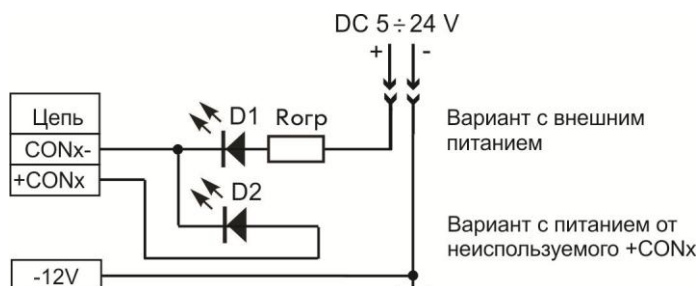 DC 5÷24 V
+ -
Цепь
D1 Rогр
Вариант с внешним
питанием
CONx-
+CONx
D2
Вариант с питанием от
неиспользуемого +CONx
-12V